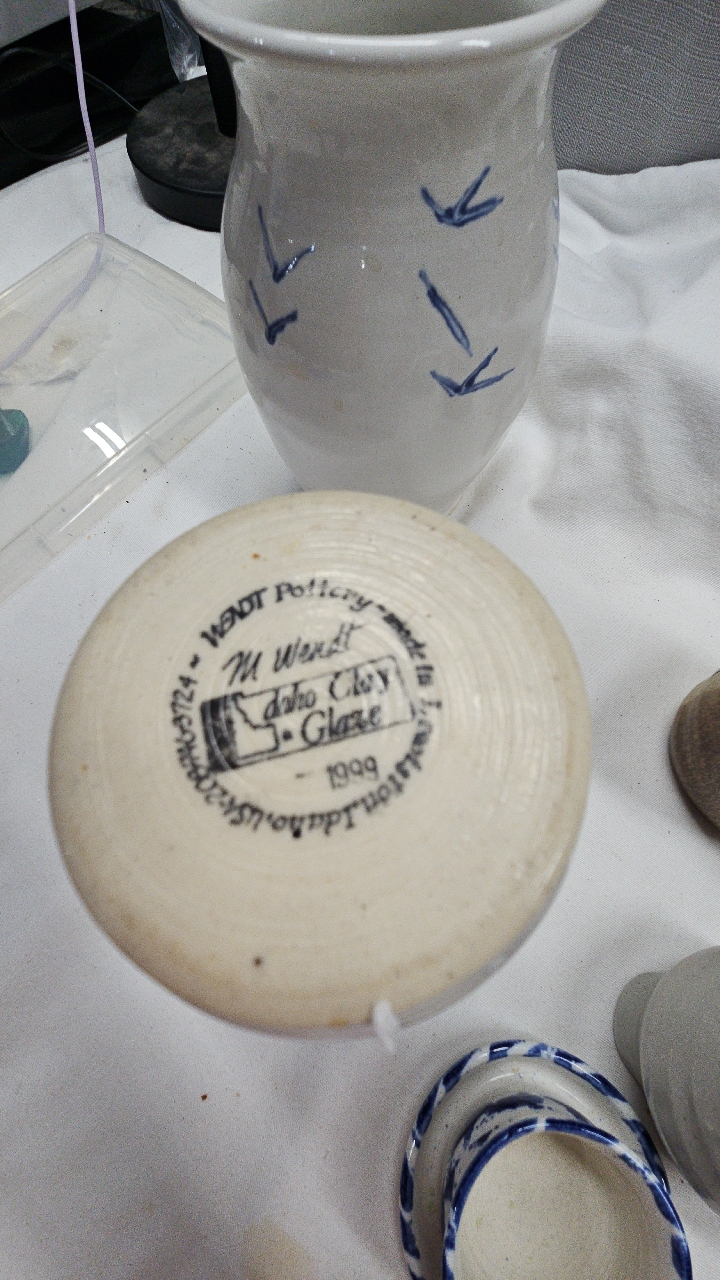 WENDT Pottery - made in Lewiston, Idaho, USA
M Wendt
Idaho Clay
• Glaze
- 1999